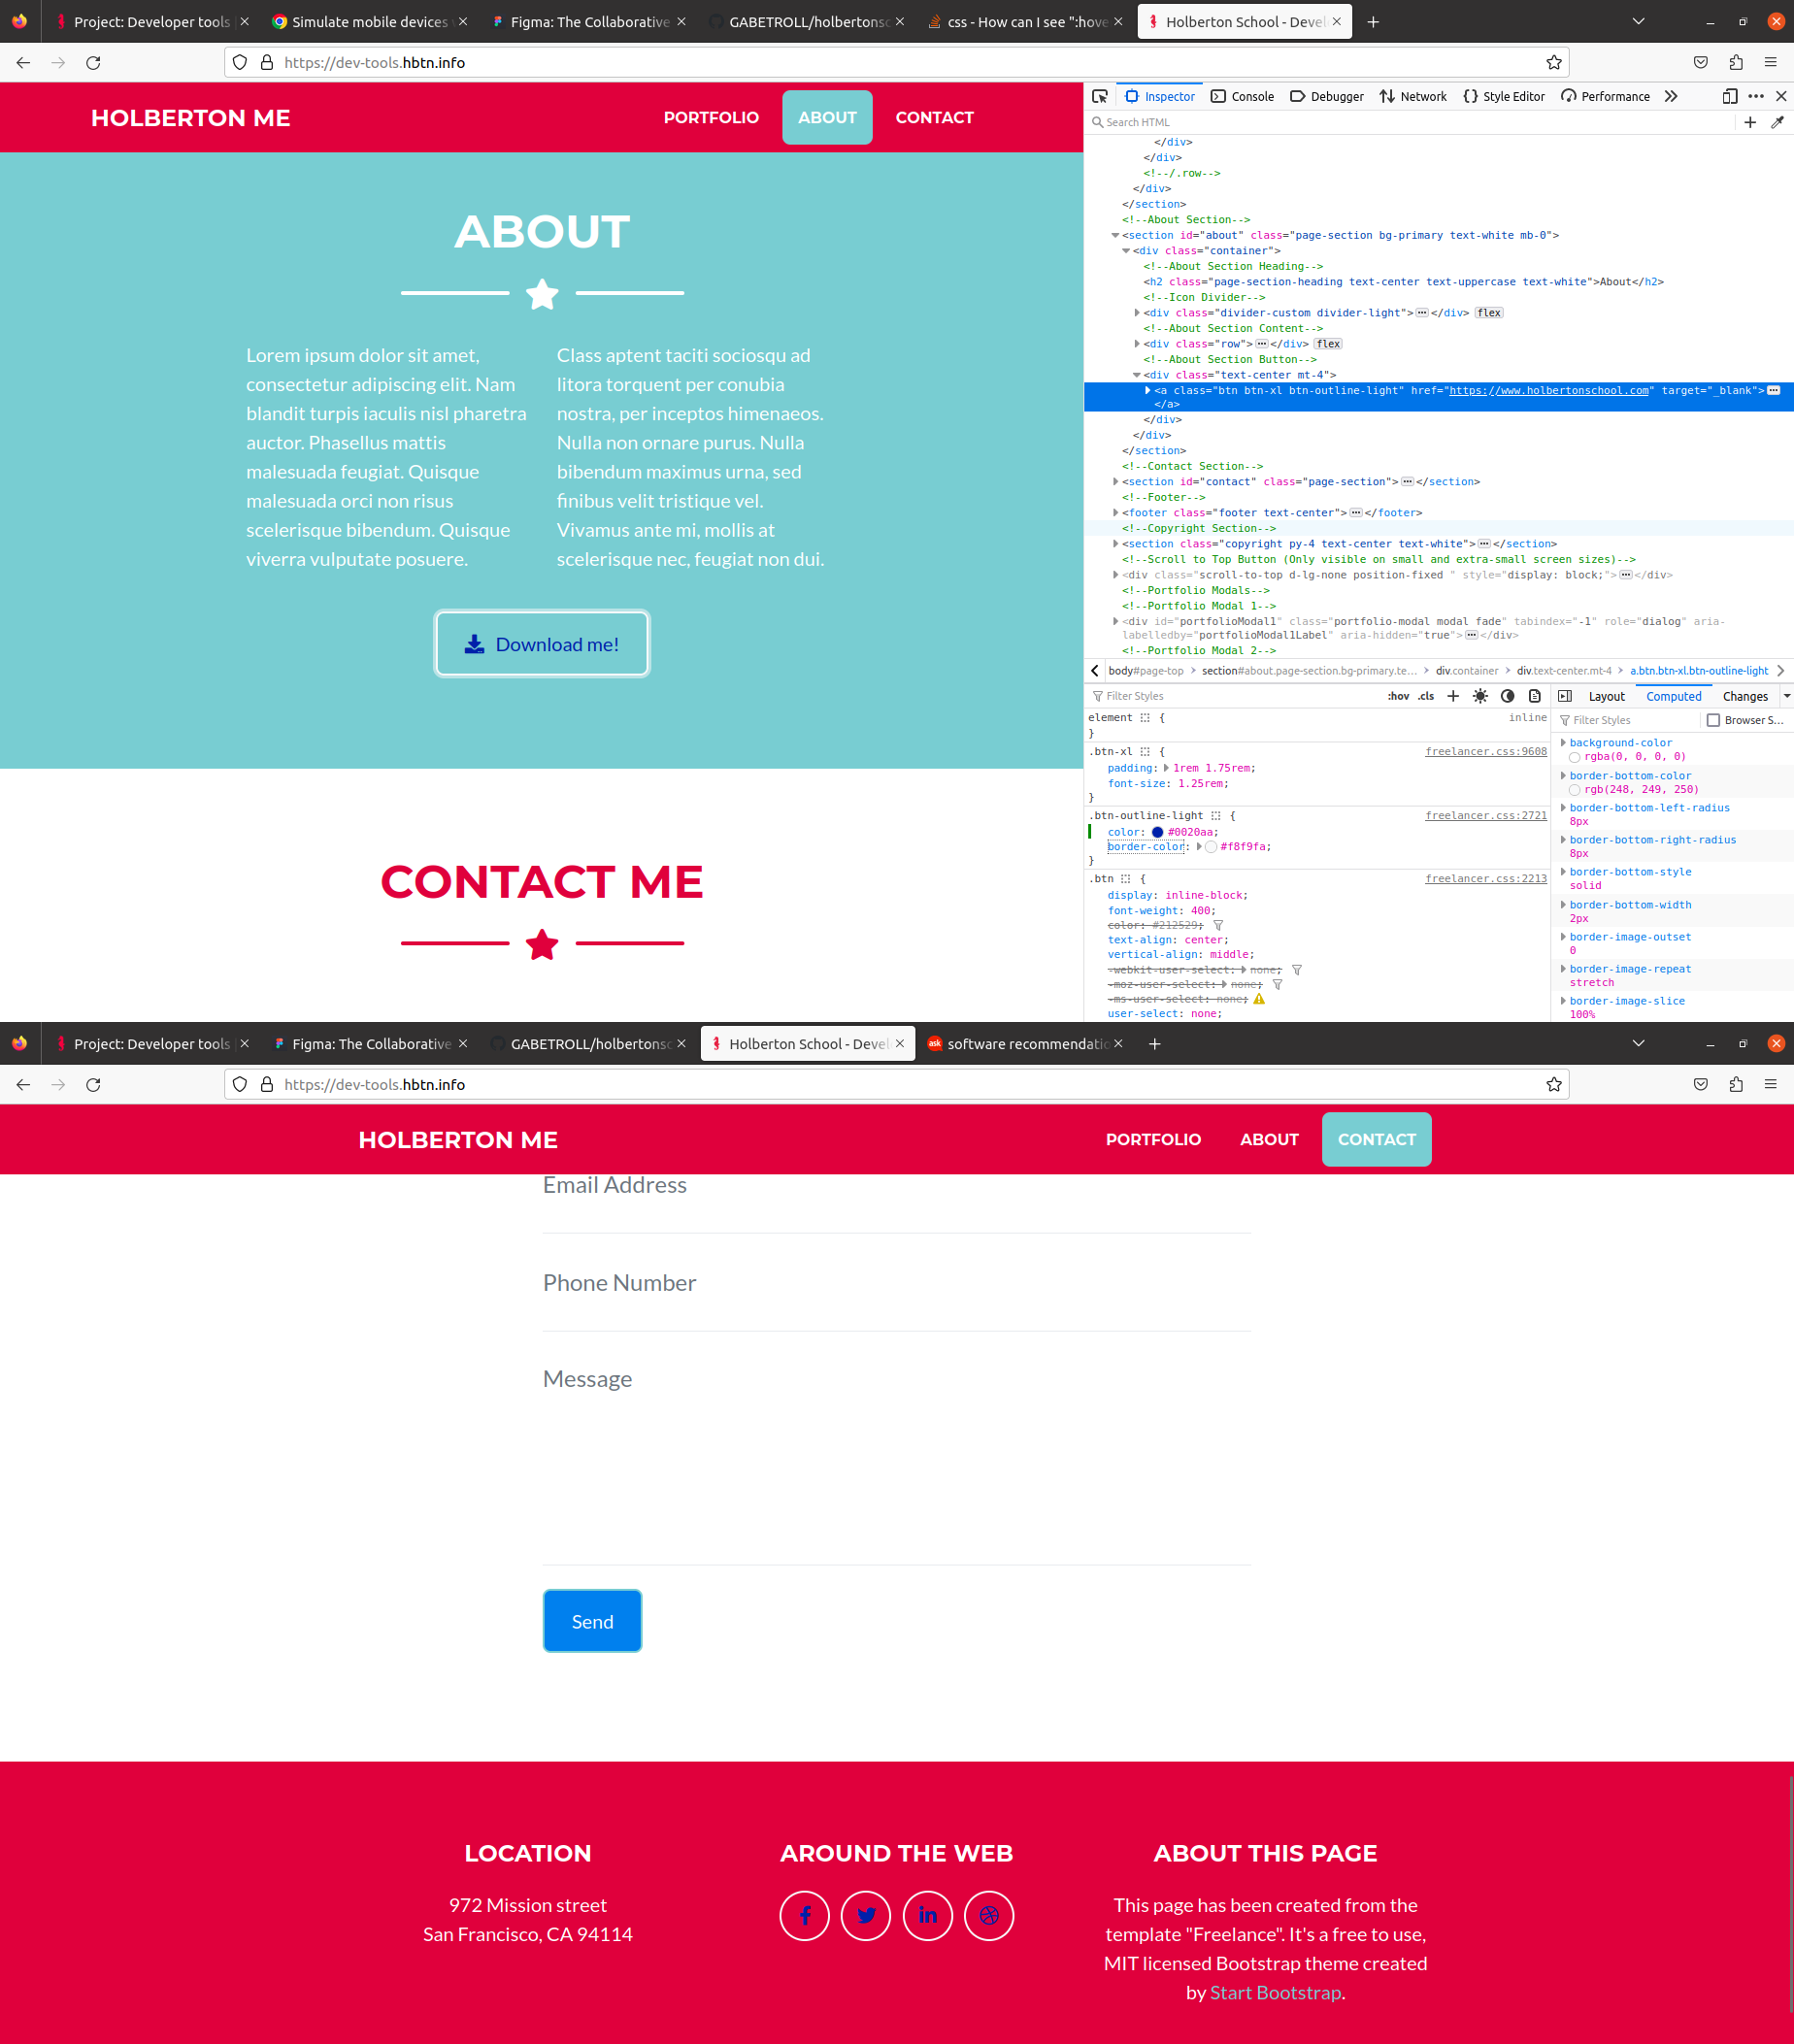 Project: Developer tools |
Simulate mobile devices
Figma: The Collaborative
GABETROLL/holbertonsc
css - How can I see ":hove
Holberton School - Devel
https://dev-tools.hbtn.info
HOLBERTON ME
PORTFOLIO
ABOUT
CONTACT
ABOUT
Lorem ipsum dolor sit amet,
consectetur adipiscing elit. Nam
blandit turpis iaculis nisl pharetra
auctor. Phasellus mattis
malesuada feugiat. Quisque
malesuada orci non risus
scelerisque bibendum. Quisque
viverra vulputate posuere.
Class aptent taciti sociosqu ad
litora torquent per conubia
nostra, per inceptos himenaeos.
Nulla non ornare purus. Nulla
bibendum maximus urna, sed
finibus velit tristique vel.
Vivamus ante mi, mollis at
scelerisque nec, feugiat non dui.
Download me!
CONTACT ME
Inspector
Console
Debugger
Network
Style Editor
Performance
Search HTML
</div>
</div>
<!--/.row-->
</div>
</section>
<!--About Section-->
<section id="about" class="page-section bg-primary text-white mb-0">
<div class="container">
<!--About Section Heading-->
<h2 class="page-section-heading text-center text-uppercase text-white">About</h2>
<!--Icon Divider-->
<div class="divider-custom divider-light">…</div> flex
<!--About Section Content-->
<div class="row">…</div> flex
<!--About Section Button-->
<div class="text-center mt-4">
<a class="btn btn-xl btn-outline-light" href="https://www.holbertonschool.com" target="_blank">…
</a>
</div>
</div>
</section>
<!--Contact Section-->
<section id="contact" class="page-section">…</section>
<!--Footer-->
<footer class="footer text-center">…</footer>
<!--Copyright Section-->
<section class="copyright py-4 text-center text-white">…</section>
<!--Scroll to Top Button (Only visible on small and extra-small screen sizes)-->
<div class="scroll-to-top d-lg-none position-fixed " style="display: block;">…</div>
<!--Portfolio Modals-->
<!--Portfolio Modal 1-->
<div id="portfolioModal1" class="portfolio-modal modal fade" tabindex="-1" role="dialog" aria-
labelledby="portfolioModal1Label" aria-hidden="true">…</div>
<!--Portfolio Modal 2-->
body#page-top > section#about.page-section.bg-primary.te… > div.container > div.text-center.mt-4 > a.btn.btn-xl.btn-outline-light
Filter Styles
:hov .cls
element { inline
}
.btn-xl { freelancer.css:9608
padding: 1rem 1.75rem;
font-size: 1.25rem;
}
.btn-outline-light { freelancer.css:2721
color: #0020aa;
border-color: #f8f9fa;
}
.btn { freelancer.css:2213
display: inline-block;
font-weight: 400;
color: #212529;
text-align: center;
vertical-align: middle;
-webkit-user-select: none;
-moz-user-select: none;
-ms-user-select: none;
user-select: none;
Layout
Computed
Changes
Filter Styles
Browser S…
background-color
rgba(0, 0, 0, 0)
border-bottom-color
rgb(248, 249, 250)
border-bottom-left-radius
8px
border-bottom-right-radius
8px
border-bottom-style
solid
border-bottom-width
2px
border-image-outset
0
border-image-repeat
stretch
border-image-slice
100%
Project: Developer tools |
Figma: The Collaborative
GABETROLL/holbertonsc
Holberton School - Devel
software recommendatio
https://dev-tools.hbtn.info
HOLBERTON ME
PORTFOLIO
ABOUT
CONTACT
Email Address
Phone Number
Message
Send
LOCATION
972 Mission street
San Francisco, CA 94114
AROUND THE WEB
ABOUT THIS PAGE
This page has been created from the
template "Freelance". It's a free to use,
MIT licensed Bootstrap theme created
by Start Bootstrap.